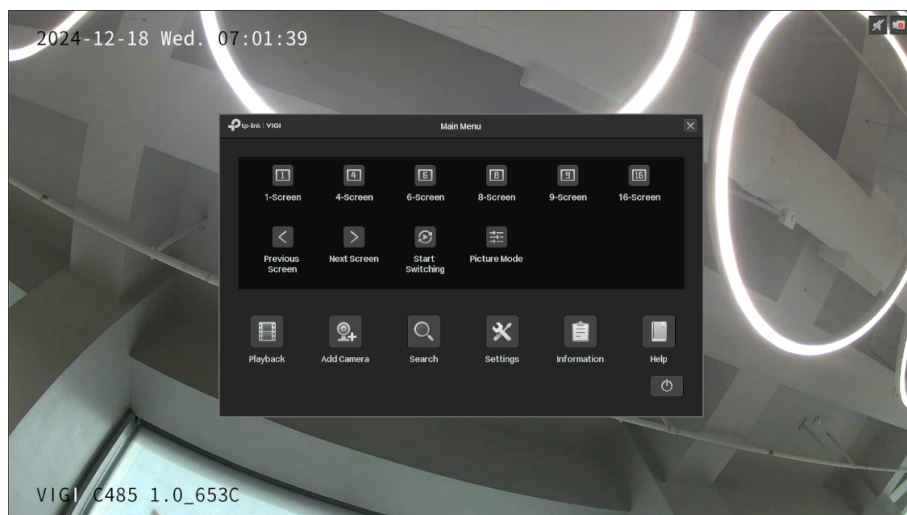 2024-12-18 Wed. 07:01:39
tp-link | VIGI
Main Menu
1
4
6
8
9
16
1-Screen
4-Screen
6-Screen
8-Screen
9-Screen
16-Screen
Previous
Screen
Next Screen
Start
Switching
Picture Mode
Playback
Add Camera
Search
Settings
Information
Help
VIGI C485 1.0_653C